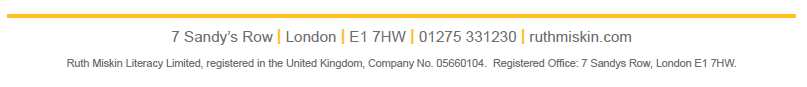 7 Sandy’s Row | London | E1 7HW | 01275 331230 | ruthmiskin.com
Ruth Miskin Literacy Limited, registered in the United Kingdom, Company No. 05660104.  Registered Office: 7 Sandys Row, London E1 7HW.